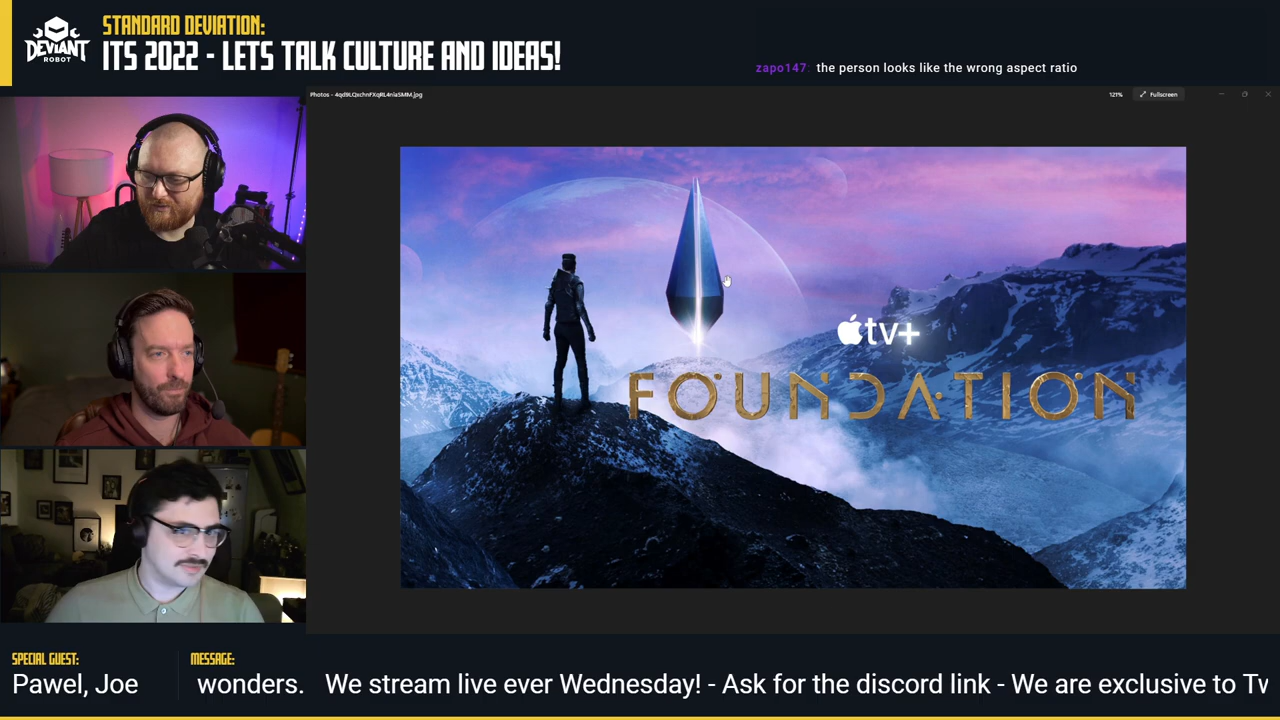 DEVIANT
ROBOT
STANDARD DEVIATION:
ITS 2022 - LETS TALK CULTURE AND IDEAS!
zapo147: the person looks like the wrong aspect ratio
121%
Fullscreen
tv+
FOUNDATION
SPECIAL GUEST:
Pawel, Joe
MESSAGE:
wonders. We stream live ever Wednesday! - Ask for the discord link - We are exclusive to Tw